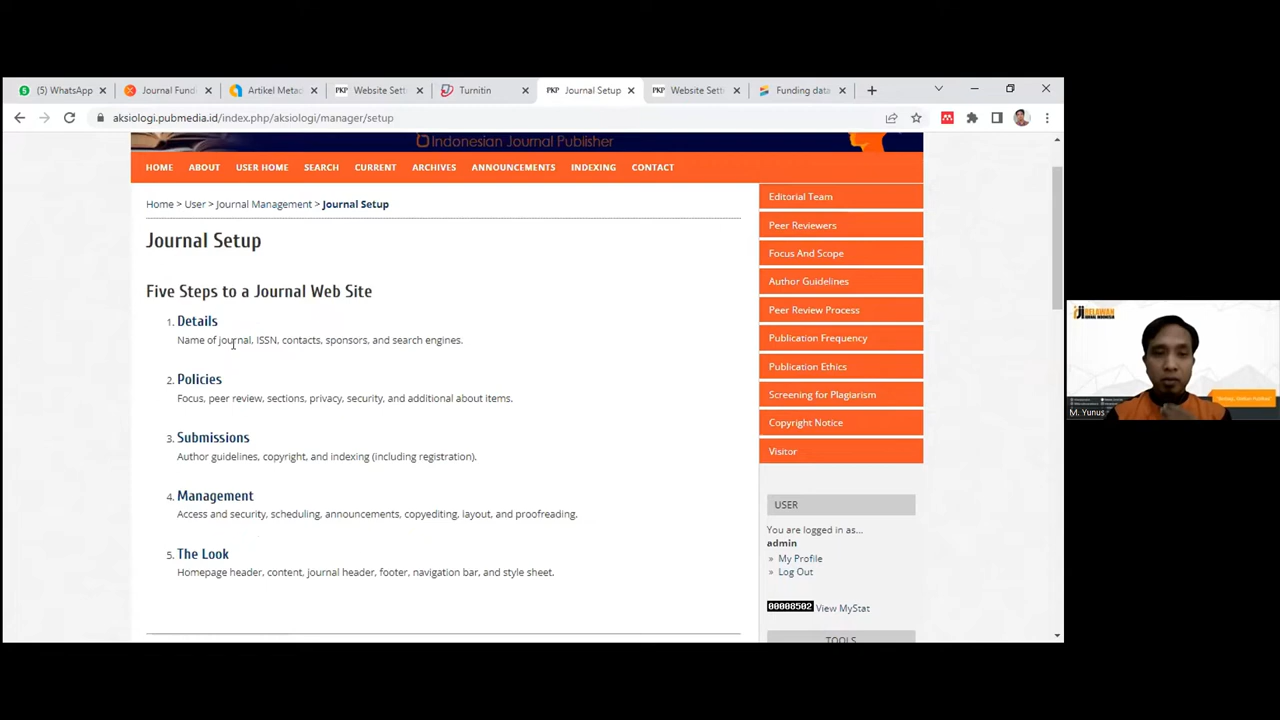 (5) WhatsApp
Journal Fund
Artikel Metad
PKP Website Sett
Turnitin
PKP Journal Setup
PKP Website Sett
Funding data
aksiologi.pubmedia.id/index.php/aksiologi/manager/setup
Indonesian Journal Publisher
HOME ABOUT USER HOME SEARCH CURRENT ARCHIVES ANNOUNCEMENTS INDEXING CONTACT
Home > User > Journal Management > Journal Setup
Journal Setup
Five Steps to a Journal Web Site
1. Details
Name of journal, ISSN, contacts, sponsors, and search engines.
2. Policies
Focus, peer review, sections, privacy, security, and additional about items.
3. Submissions
Author guidelines, copyright, and indexing (including registration).
4. Management
Access and security, scheduling, announcements, copyediting, layout, and proofreading.
5. The Look
Homepage header, content, journal header, footer, navigation bar, and style sheet.
Editorial Team
Peer Reviewers
Focus And Scope
Author Guidelines
Peer Review Process
Publication Frequency
Publication Ethics
Screening for Plagiarism
Copyright Notice
Visitor
USER
You are logged in as...
admin
» My Profile
» Log Out
00008502 View MyStat
TOOLS
RELAWAN
JURNAL INDONESIA
M. Yunus